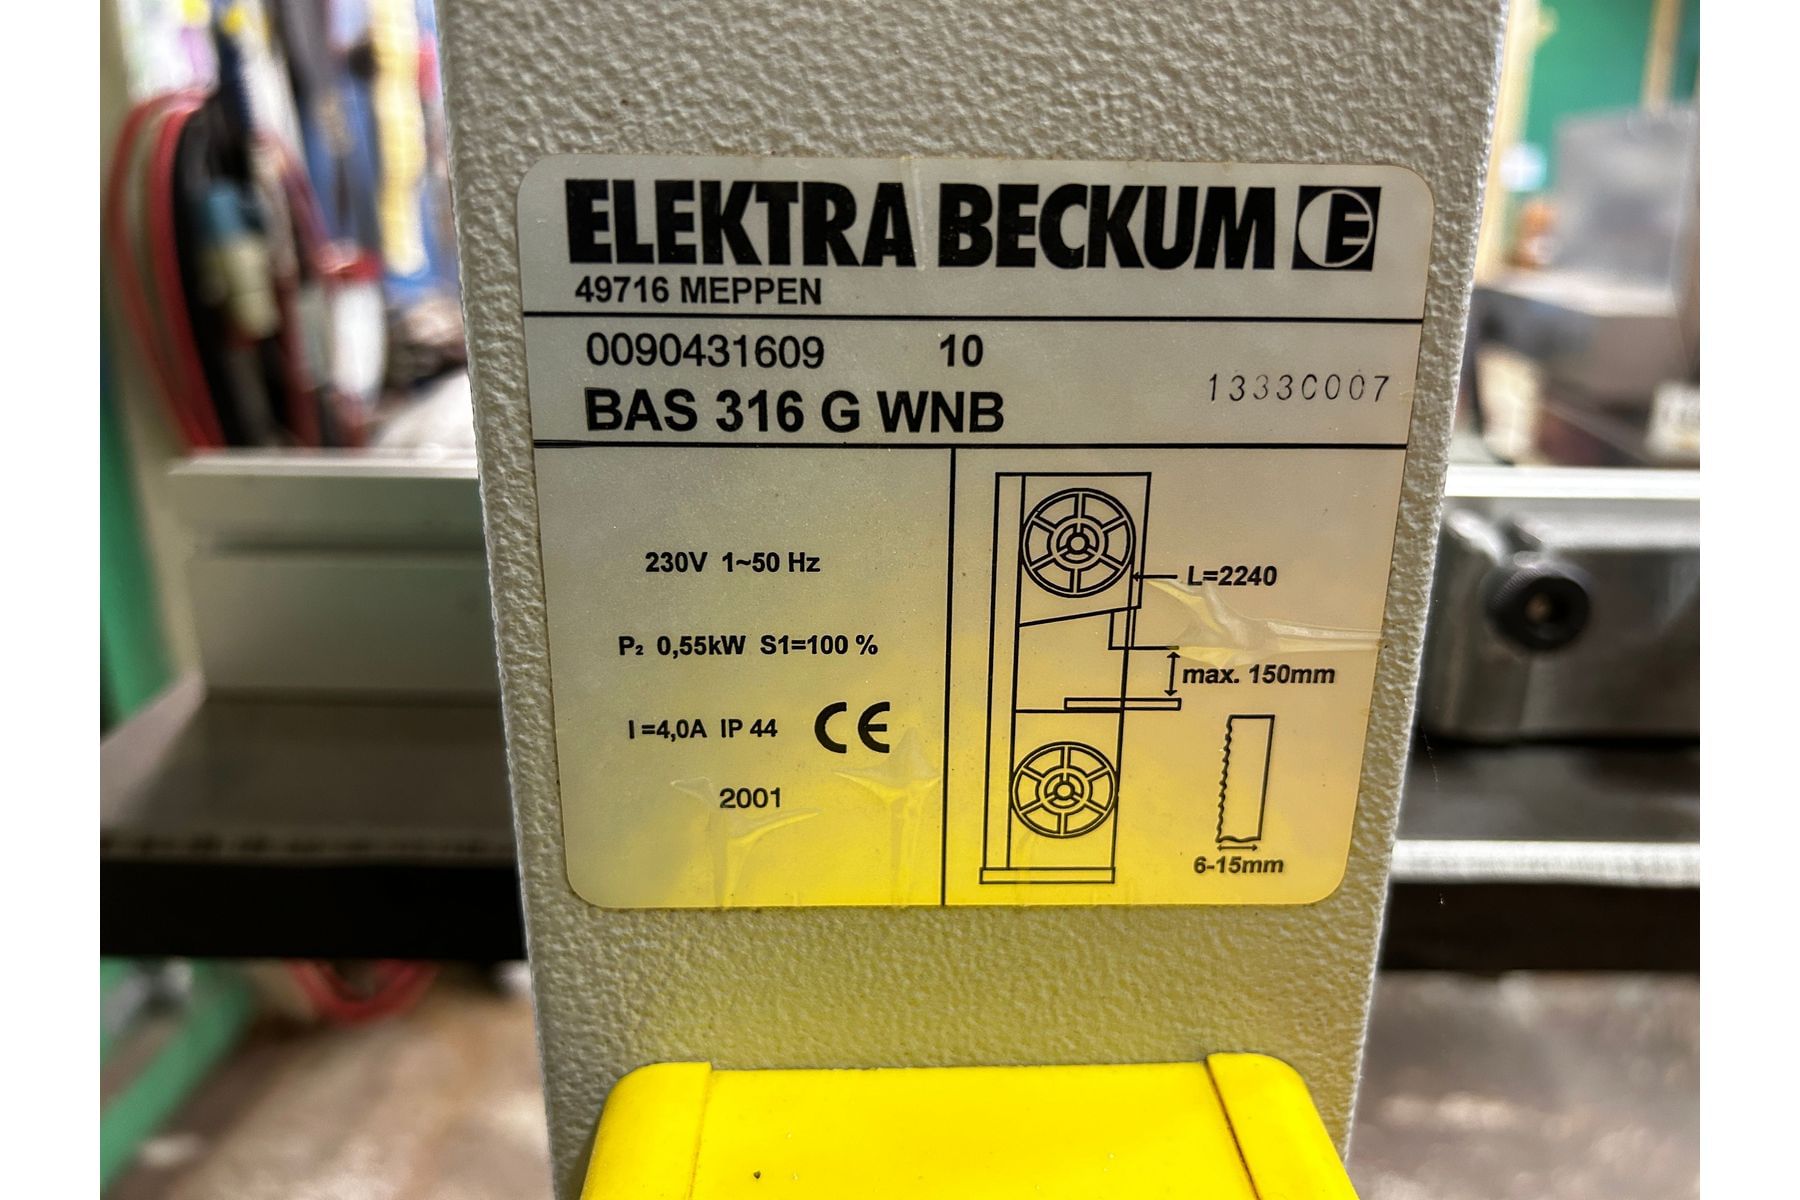 ELEKTRA BECKUM E
49716 MEPPEN
0090431609 10
BAS 316 G WNB 1333C007
230V 1~50 Hz
P₂ 0,55kW S1=100 %
I=4,0A IP 44 CE
2001
L=2240
max. 150mm
6-15mm